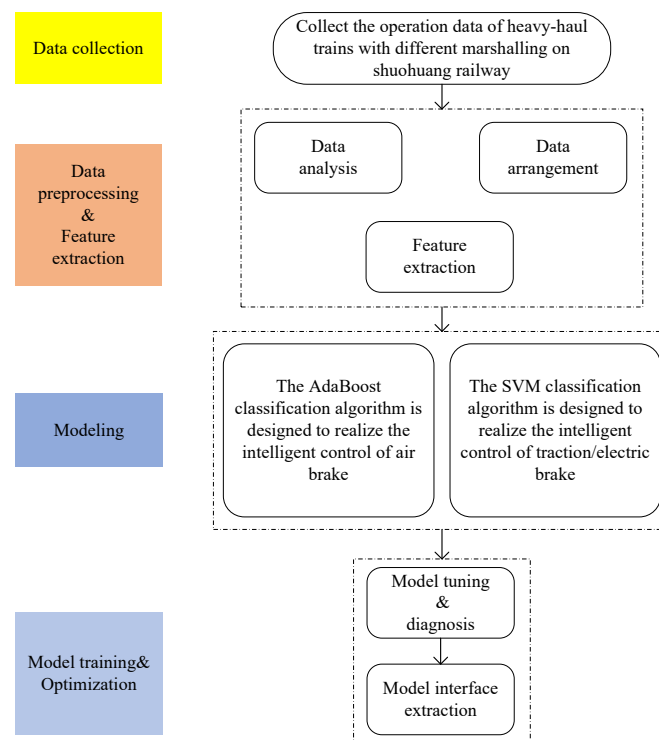 Data collection
Collect the operation data of heavy-haul
trains with different marshalling on
shuohuang railway
Data
preprocessing
&
Feature
extraction
Data
analysis
Data
arrangement
Feature
extraction
Modeling
The AdaBoost
classification algorithm is
designed to realize the
intelligent control of air
brake
The SVM classification
algorithm is designed to
realize the intelligent
control of traction/electric
brake
Model training&
Optimization
Model tuning
&
diagnosis
Model interface
extraction